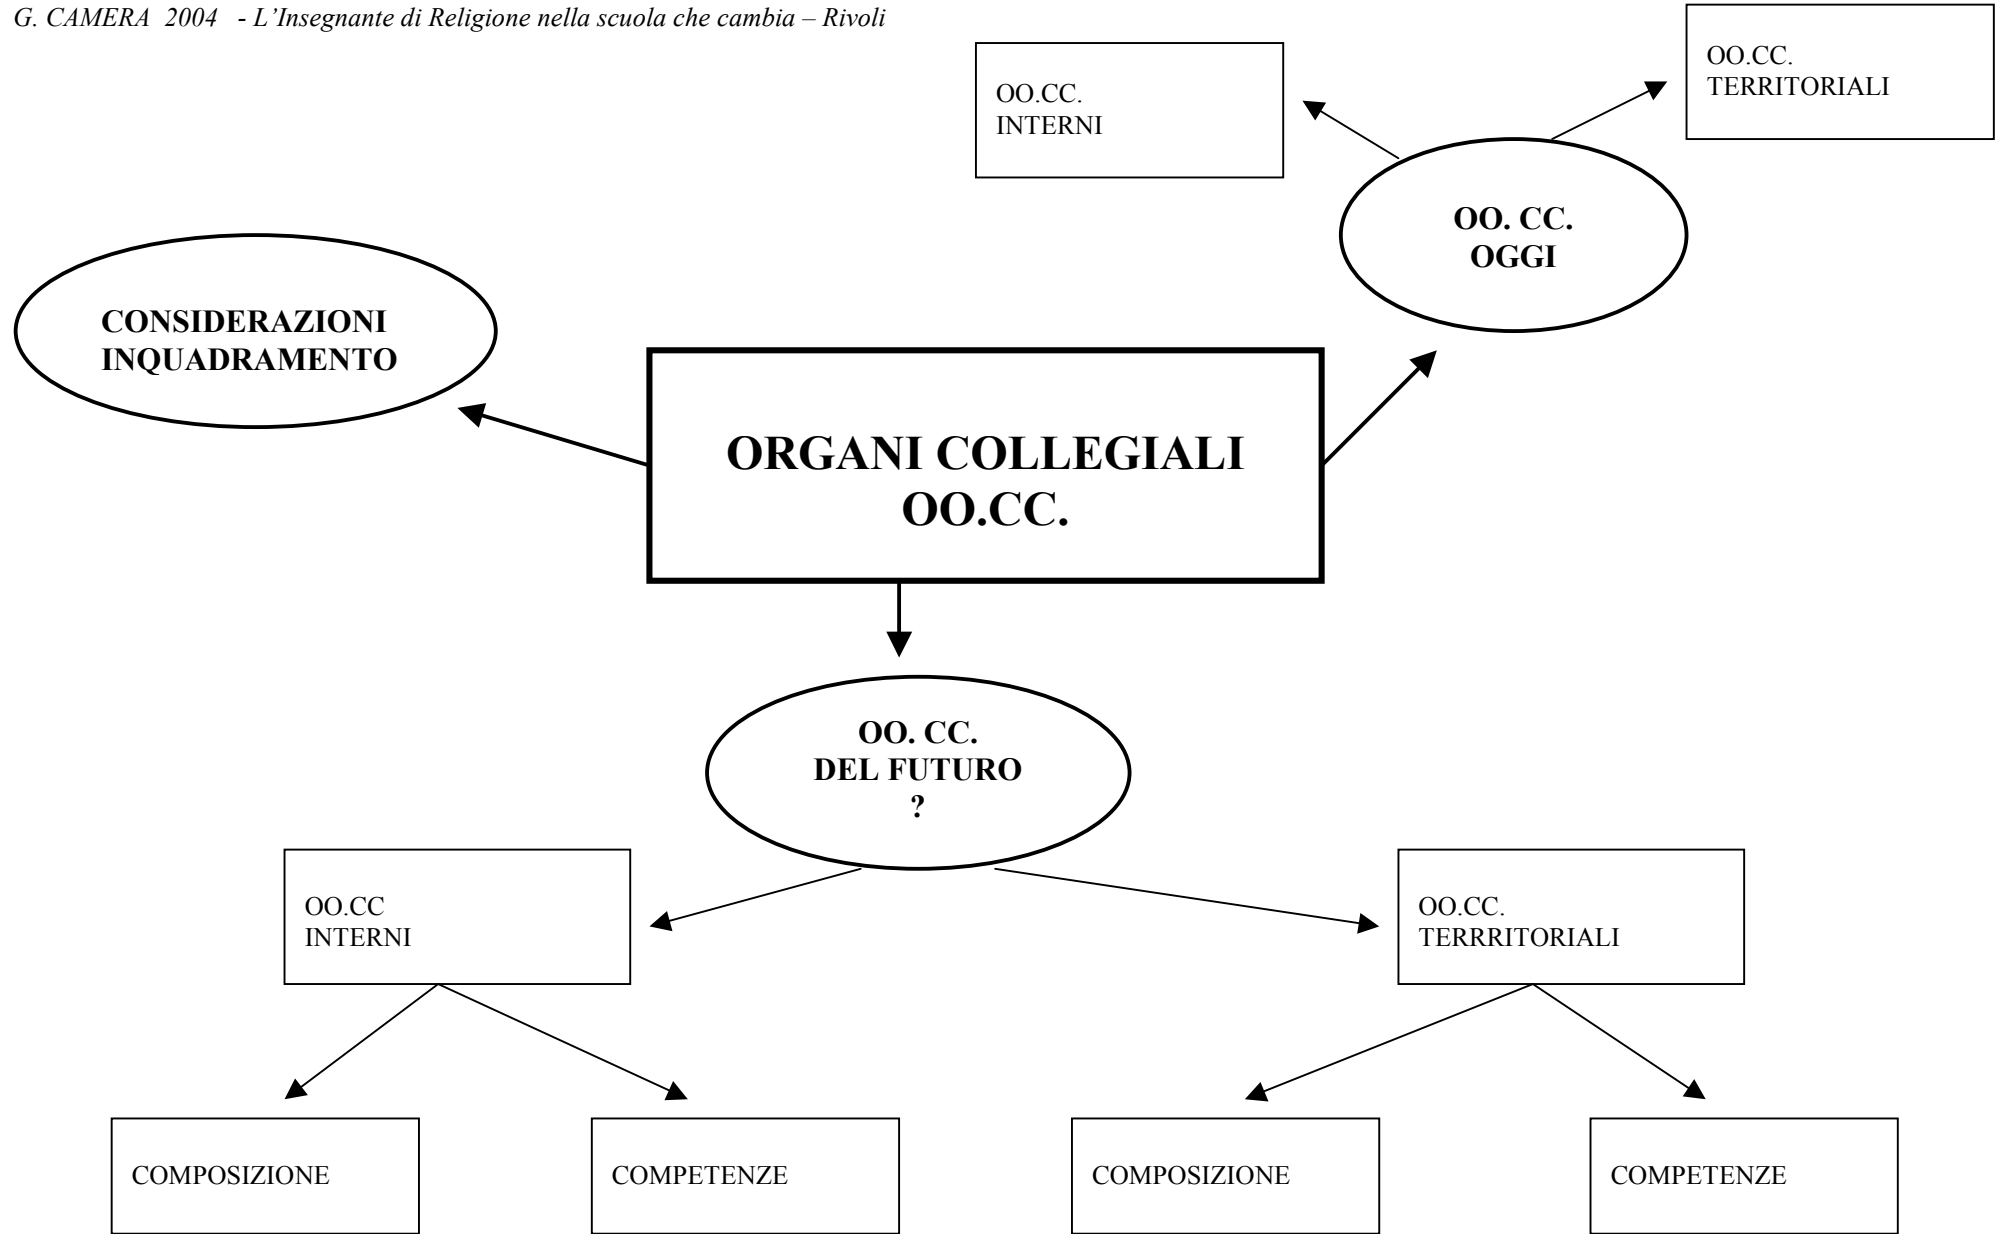 G. CAMERA 2004 - L’Insegnante di Religione nella scuola che cambia – Rivoli
OO.CC.
INTERNI
OO.CC.
TERRITORIALI
OO. CC.
OGGI
CONSIDERAZIONI
INQUADRAMENTO
ORGANI COLLEGIALI
OO.CC.
OO. CC.
DEL FUTURO
?
OO.CC
INTERNI
OO.CC.
TERRRITORIALI
COMPOSIZIONE
COMPETENZE
COMPOSIZIONE
COMPETENZE